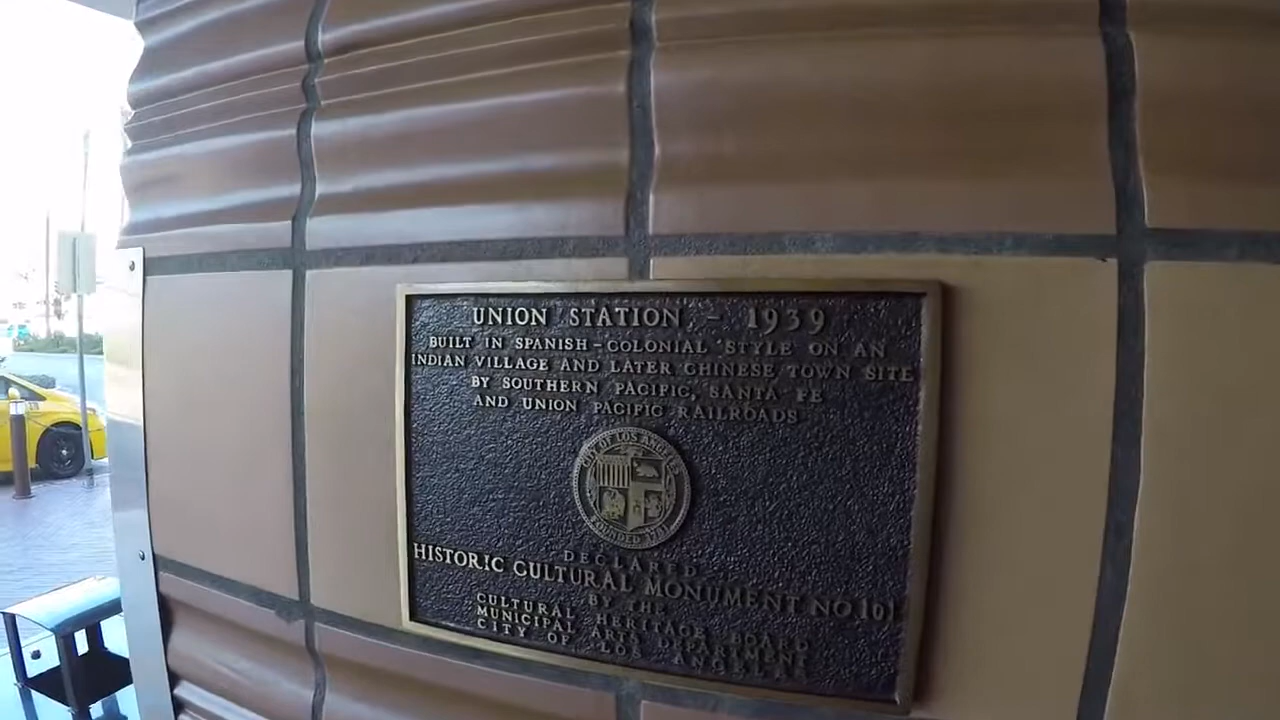 UNION STATION - 1939
BUILT IN SPANISH-COLONIAL STYLE ON AN
INDIAN VILLAGE AND LATER CHINESE TOWN SITE
BY SOUTHERN PACIFIC, SANTA FE
AND UNION PACIFIC RAILROADS
CITY OF LOS ANGELES
FOUNDED 1781
DECLARED
HISTORIC CULTURAL MONUMENT NO. 101
BY THE
CULTURAL HERITAGE BOARD
MUNICIPAL ARTS DEPARTMENT
CITY OF LOS ANGELES